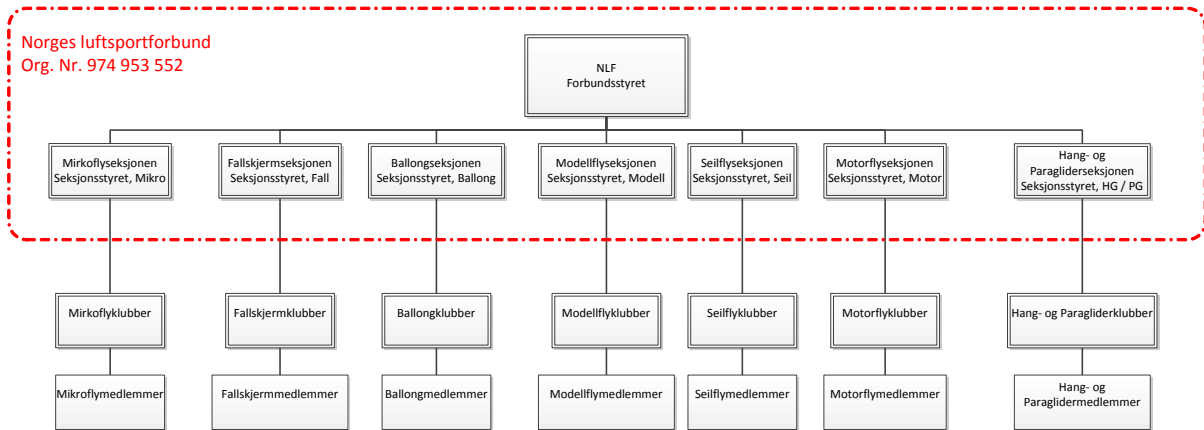 Norges luftsportforbund
Org. Nr. 974 953 552
NLF
Forbundsstyret
Mirkoflyseksjonen
Seksjonsstyret, Mikro
Fallskjermseksjonen
Seksjonsstyret, Fall
Ballongseksjonen
Seksjonsstyret, Ballong
Modellflyseksjonen
Seksjonsstyret, Modell
Seilflyseksjonen
Seksjonsstyret, Seil
Motorflyseksjonen
Seksjonsstyret, Motor
Hang- og
Paragliderseksjonen
Seksjonsstyret, HG / PG
Mirkoflyklubber
Fallskjermklubber
Ballongklubber
Modellflyklubber
Seilflyklubber
Motorflyklubber
Hang- og Paragliderklubber
Mikroflymedlemmer
Fallskjermmedlemmer
Ballongmedlemmer
Modellflymedlemmer
Seilflymedlemmer
Motorflymedlemmer
Hang- og
Paraglidermedlemmer